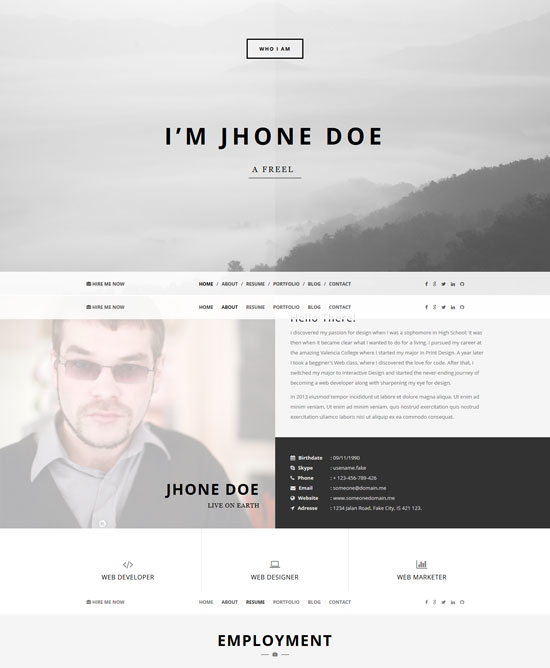 WHO I AM
I'M JHONE DOE
A FREEL
HIRE ME NOW
HOME / ABOUT / RESUME / PORTFOLIO / BLOG / CONTACT
HIRE ME NOW
HOME ABOUT RESUME PORTFOLIO BLOG CONTACT
Hello There!
I discovered my passion for design when I was a sophomore in High School. It was
then when it became clear what I wanted to do for a living. I pursued my career at
the amazing Valencia College where I started my major in Print Design. A year later
I took a begginer's Web class, where I discovered the love for code. After that, I
switched my major to Interactive Design and started the never-ending journey of
becoming a web developer along with sharpening my eye for design.
In 2013 eiusmod tempor incididunt ut labore et dolore magna aliqua. Ut enim ad
minim veniam, Ut enim ad minim veniam, quis nostrud exercitation quis nostrud
exercitation ullamco laboris nisi ut aliquip ex ea commodo consequat.
JHONE DOE
LIVE ON EARTH
Birthdate : 09/11/1990
Skype : usename.fake
Phone : + 123-456-789-426
Email : someone@domain.me
Website : www.someonedomain.me
Adresse : 1234 Jalan Road, Fake City, IS 421 123.
WEB DEVELOPER
WEB DESIGNER
WEB MARKETER
HIRE ME NOW
HOME ABOUT RESUME PORTFOLIO BLOG CONTACT
EMPLOYMENT